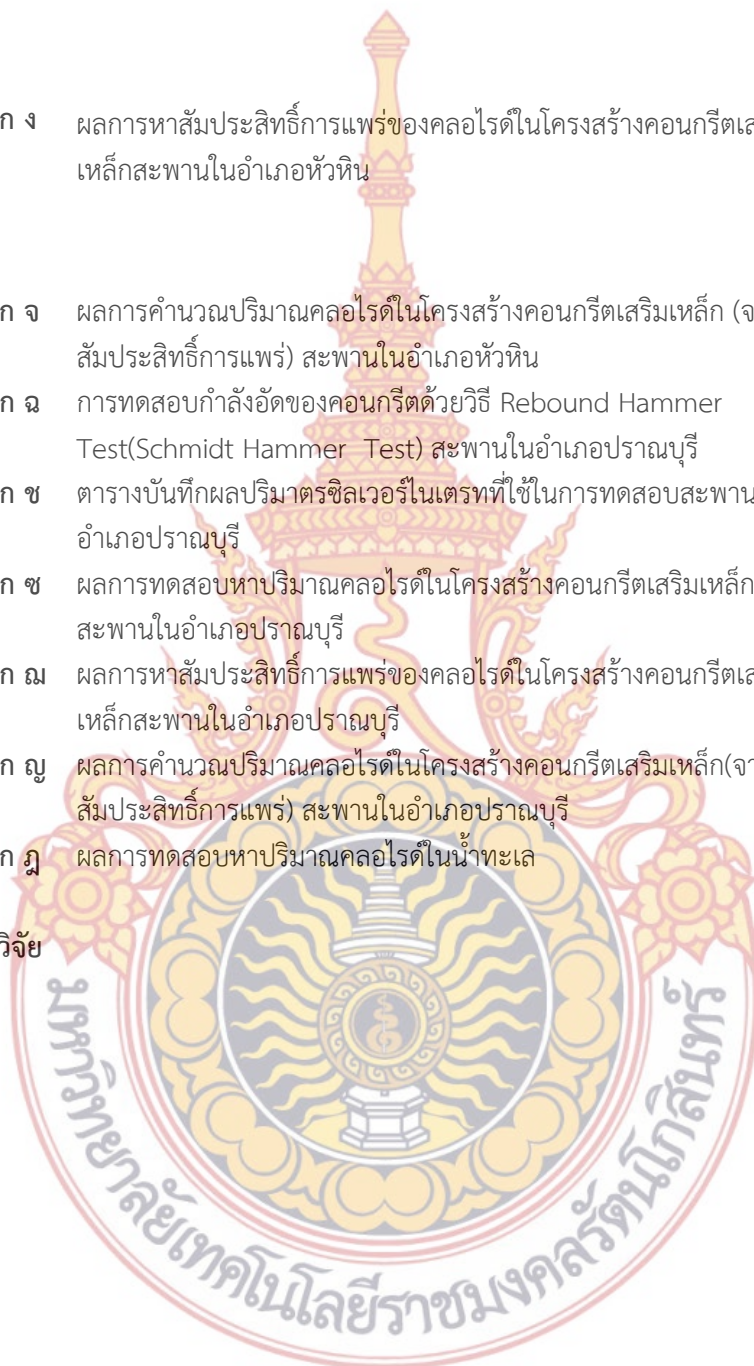 ก ง ผลการหาสัมประสิทธิ์การแพร่ของคลอไรด์ในโครงสร้างคอนกรีตเส
เหล็กสะพานในอำเภอหัวหิน
ก จ ผลการคำนวณปริมาณคลอไรด์ในโครงสร้างคอนกรีตเสริมเหล็ก (จ
สัมประสิทธิ์การแพร่) สะพานในอำเภอหัวหิน
ก ฉ การทดสอบกำลังอัดของคอนกรีตด้วยวิธี Rebound Hammer
Test(Schmidt Hammer Test) สะพานในอำเภอปราณบุรี
ก ช ตารางบันทึกผลปริมาตรซิลเวอร์ไนเตรทที่ใช้ในการทดสอบสะพาน
อำเภอปราณบุรี
ก ซ ผลการทดสอบหาปริมาณคลอไรด์ในโครงสร้างคอนกรีตเสริมเหล็ก
สะพานในอำเภอปราณบุรี
ก ฌ ผลการหาสัมประสิทธิ์การแพร่ของคลอไรด์ในโครงสร้างคอนกรีตเส
เหล็กสะพานในอำเภอปราณบุรี
ก ญ ผลการคำนวณปริมาณคลอไรด์ในโครงสร้างคอนกรีตเสริมเหล็ก(จา
สัมประสิทธิ์การแพร่) สะพานในอำเภอปราณบุรี
ก ฎ ผลการทดสอบหาปริมาณคลอไรด์ในน้ำทะเล
วิจัย
มหาวิทยาลัยเทคโนโลยีราชมงคลรัตนโกสินทร์